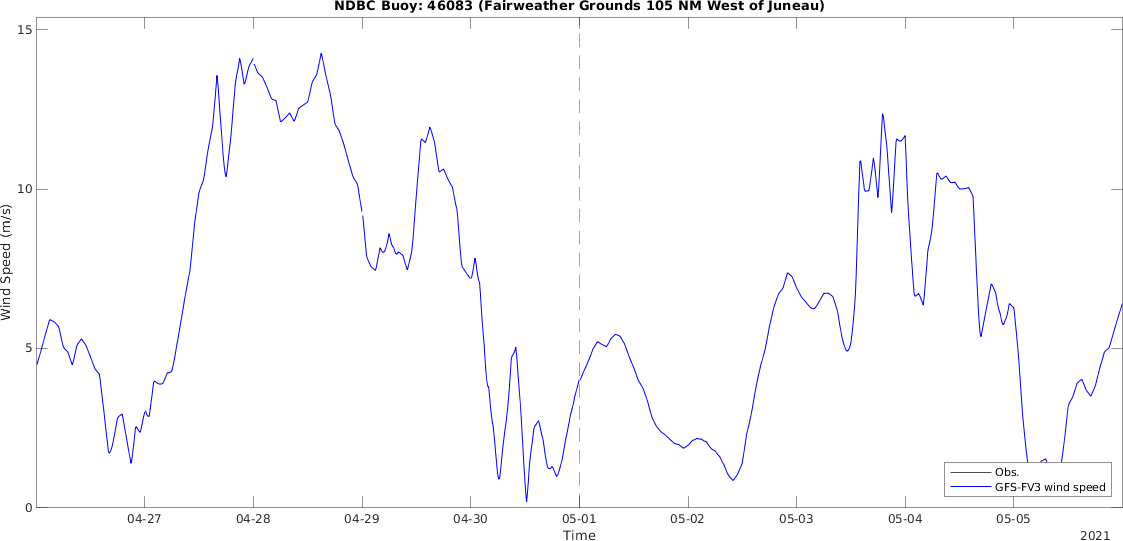 NDBC Buoy: 46083 (Fairweather Grounds 105 NM West of Juneau)
15
10
5
0
Wind Speed (m/s)
04-27 04-28 04-29 04-30 05-01 05-02 05-03 05-04 05-05
Time
2021
Obs.
GFS-FV3 wind speed